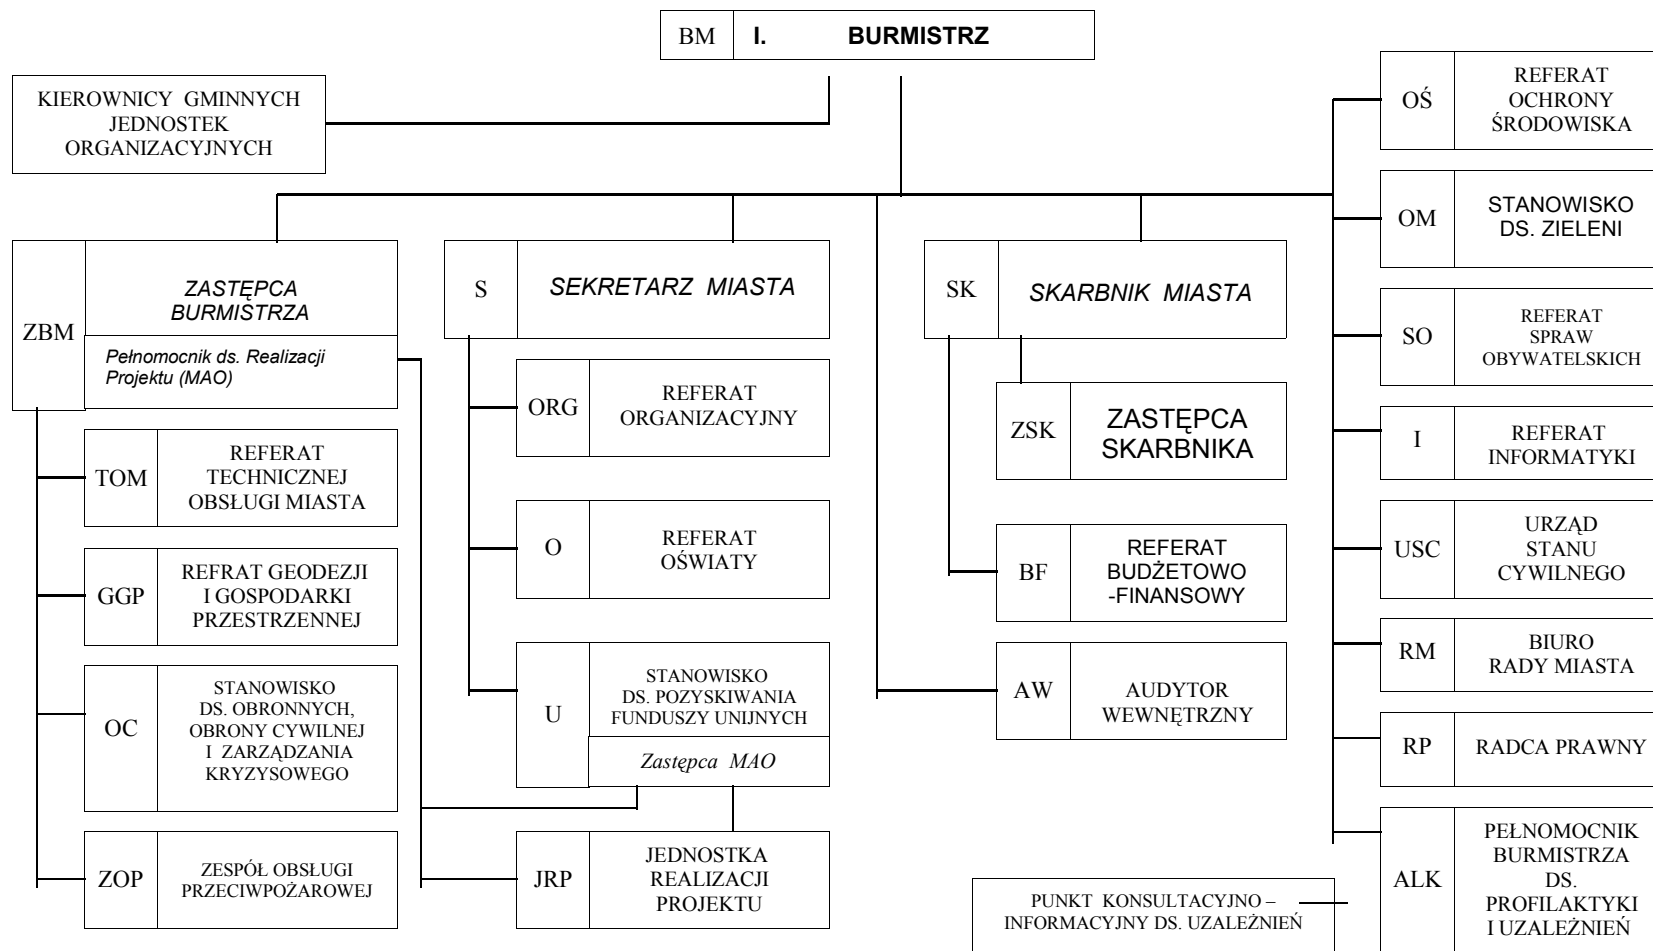 BM I. BURMISTRZ
KIEROWNICY GMINNYCH
JEDNOSTEK
ORGANIZACYJNYCH
ZBM
ZASTĘPCA
BURMISTRZA
Pełnomocnik ds. Realizacji
Projektu (MAO)
TOM
REFERAT
TECHNICZNEJ
OBSŁUGI MIASTA
GGP
REFRAT GEODEZJI
I GOSPODARKI
PRZESTRZENNEJ
OC
STANOWISKO
DS. OBRONNYCH,
OBRONY CYWILNEJ
I ZARZĄDZANIA
KRYZYSOWEGO
ZOP
ZESPÓŁ OBSŁUGI
PRZECIWPOŻAROWEJ
S SEKRETARZ MIASTA
ORG
REFERAT
ORGANIZACYJNY
O
REFERAT
OŚWIATY
U
STANOWISKO
DS. POZYSKIWANIA
FUNDUSZY UNIJNYCH
Zastępca MAO
JRP
JEDNOSTKA
REALIZACJI
PROJEKTU
SK SKARBNIK MIASTA
ZSK
ZASTĘPCA
SKARBNIKA
BF
REFERAT
BUDŻETOWO
-FINANSOWY
AW
AUDYTOR
WEWNĘTRZNY
OŚ
REFERAT
OCHRONY
ŚRODOWISKA
OM
STANOWISKO
DS. ZIELENI
SO
REFERAT
SPRAW
OBYWATELSKICH
I
REFERAT
INFORMATYKI
USC
URZĄD
STANU
CYWILNEGO
RM
BIURO
RADY MIASTA
RP RADCA PRAWNY
ALK
PEŁNOMOCNIK
BURMISTRZA
DS.
PROFILAKTYKI
I UZALEŻNIEŃ
PUNKT KONSULTACYJNO –
INFORMACYJNY DS. UZALEŻNIEŃ